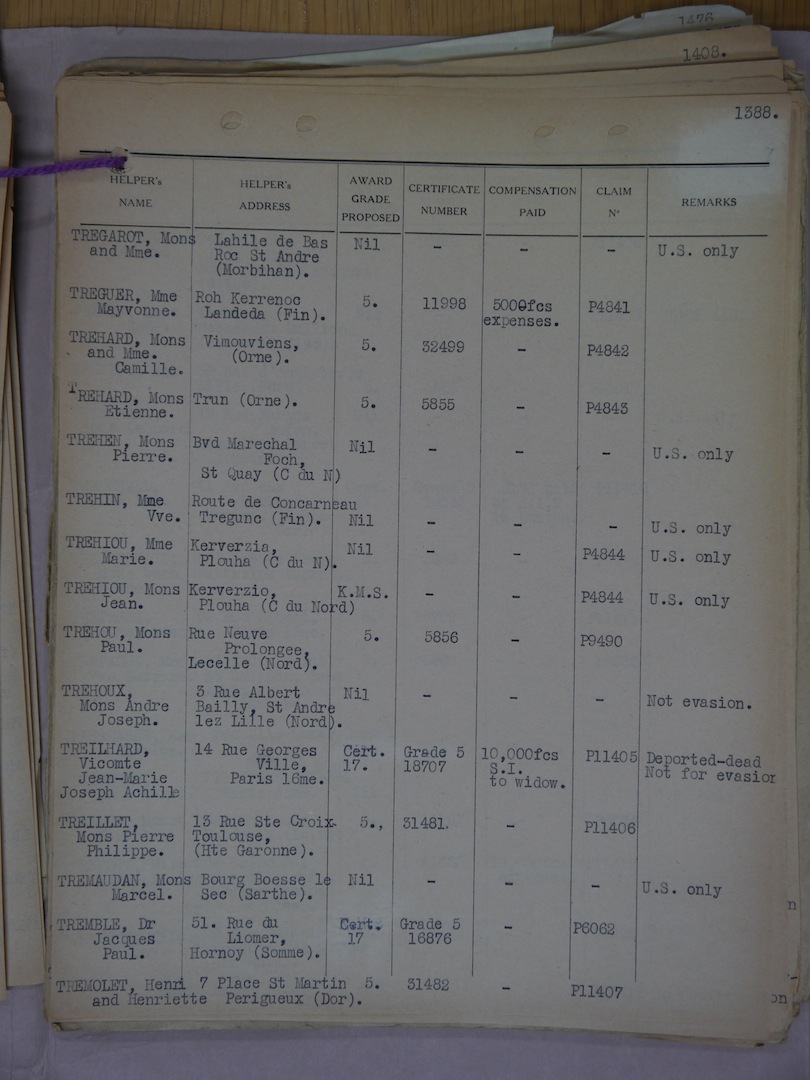 1476
1408.
1388.
HELPER's NAME HELPER's ADDRESS AWARD GRADE PROPOSED CERTIFICATE NUMBER COMPENSATION PAID CLAIM N° REMARKS
TREGAROT, Mons Lahile de Bas Nil - - - U.S. only
and Mme. Roc St Andre
(Morbihan).
TREGUER, Mme Roh Kerrenoc 5. 11998 5000fcs P4841
Mayvonne. Landeda (Fin). expenses.
TREHARD, Mons Vimouviens, 5. 32499 - P4842
and Mme. (Orne).
Camille.
TREHARD, Mons Trun (Orne). 5. 5855 - P4843
Etienne.
TREHEN, Mons Bvd Marechal Nil - - - U.S. only
Pierre. Foch,
St Quay (C du N)
TREHIN, Mme Route de Concarneau
Vve. Tregunc (Fin). Nil - - - U.S. only
TREHIOU, Mme Kerverzia, Nil - - P4844 U.S. only
Marie. Plouha (C du N).
TREHIOU, Mons Kerverzio, K.M.S. - - P4844 U.S. only
Jean. Plouha (C du Nord)
TREHOU, Mons Rue Neuve 5. 5856 - P9490
Paul. Prolongee,
Lecelle (Nord).
TREHOUX, 3 Rue Albert Nil - - - Not evasion.
Mons Andre Bailly, St Andre
Joseph. lez Lille (Nord).
TREILHARD, 14 Rue Georges Cert. Grade 5 10,000fcs P11405 Deported-dead
Vicomte Ville, 17. 18707 S.I. Not for evasior
Jean-Marie Paris 16me. to widow.
Joseph Achille
TREILLET, 13 Rue Ste Croix. 5., 31481. - P11406
Mons Pierre Toulouse,
Philippe. (Hte Garonne).
TREMAUDAN, Mons Bourg Boesse le Nil - - - U.S. only
Marcel. Sec (Sarthe).
TREMBLE, Dr 51. Rue du Cert. Grade 5 - P6062
Jacques Liomer, 17 16876
Paul. Hornoy (Somme).
TREMOLET, Henri 7 Place St Martin 5. 31482 - P11407
and Henriette Perigueux (Dor).
n
on